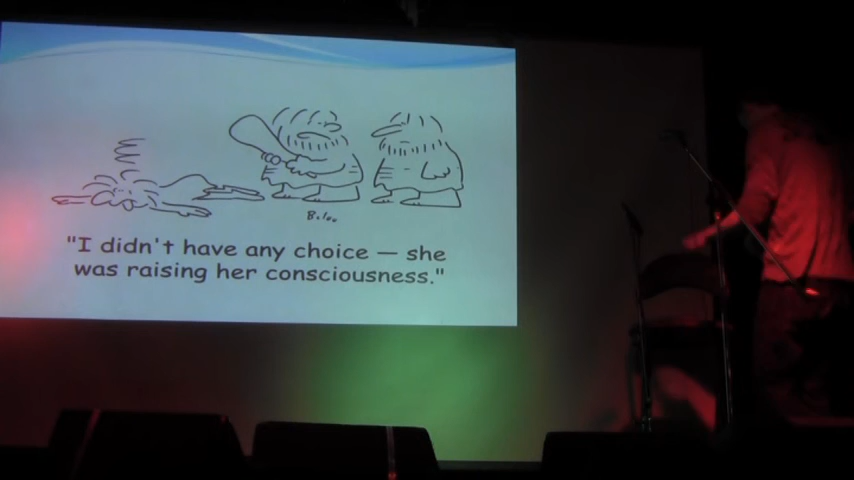 "I didn't have any choice — she
was raising her consciousness."